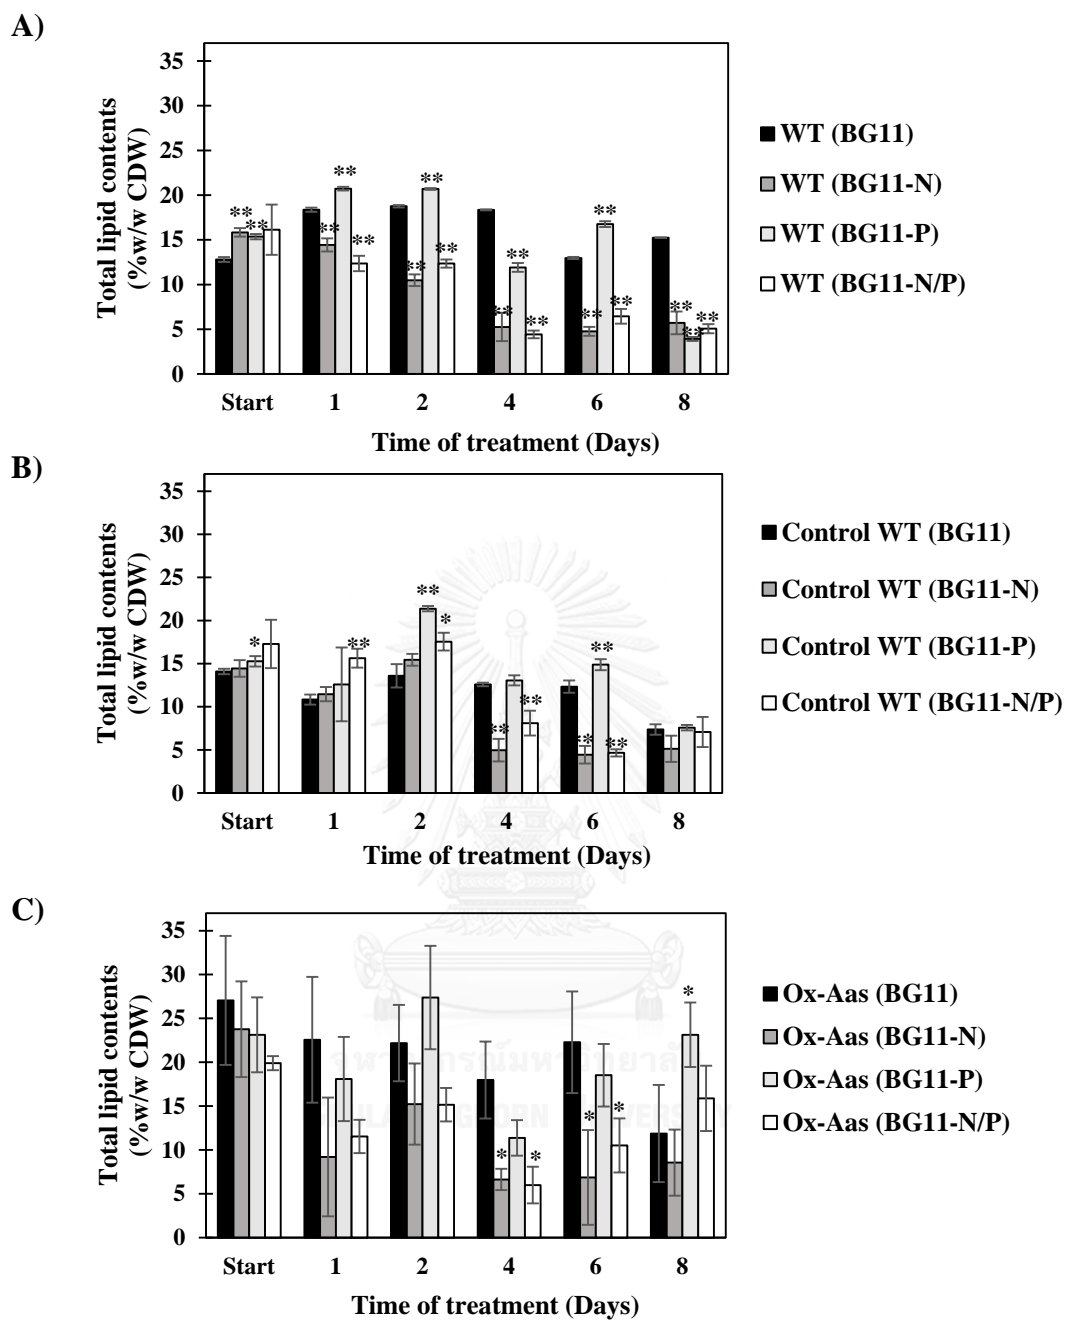 A)
35
30
25
20
15
10
5
0
Total lipid contents
(%w/w CDW)
** ** ** ** ** ** ** ** ** ** ** ** ** ** ** ** **
Start 1 2 4 6 8
Time of treatment (Days)
WT (BG11)
WT (BG11-N)
WT (BG11-P)
WT (BG11-N/P)
B)
35
30
25
20
15
10
5
0
Total lipid contents
(%w/w CDW)
* ** ** * ** ** ** ** **
Start 1 2 4 6 8
Time of treatment (Days)
Control WT (BG11)
Control WT (BG11-N)
Control WT (BG11-P)
Control WT (BG11-N/P)
C)
35
30
25
20
15
10
5
0
Total lipid contents
(%w/w CDW)
* * * * *
Start 1 2 4 6 8
Time of treatment (Days)
Ox-Aas (BG11)
Ox-Aas (BG11-N)
Ox-Aas (BG11-P)
Ox-Aas (BG11-N/P)